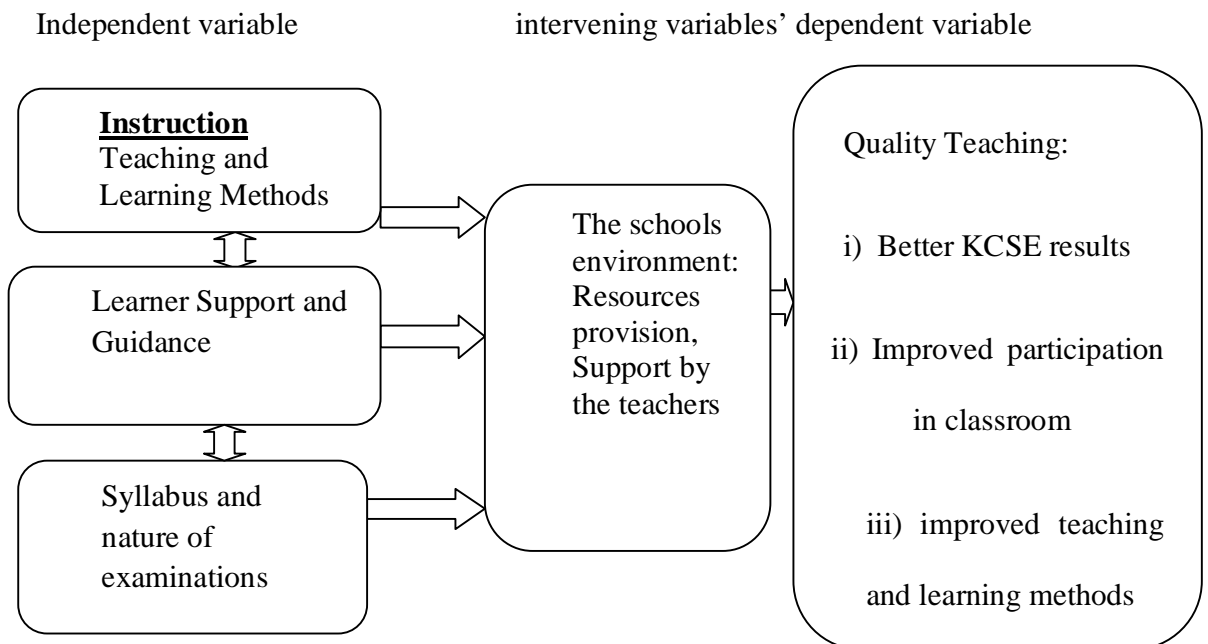 Independent variable
intervening variables’ dependent variable
Instruction
Teaching and
Learning Methods
Learner Support and
Guidance
Syllabus and
nature of
examinations
The schools
environment:
Resources
provision,
Support by
the teachers
Quality Teaching:
i) Better KCSE results
ii) Improved participation
in classroom
iii) improved teaching
and learning methods